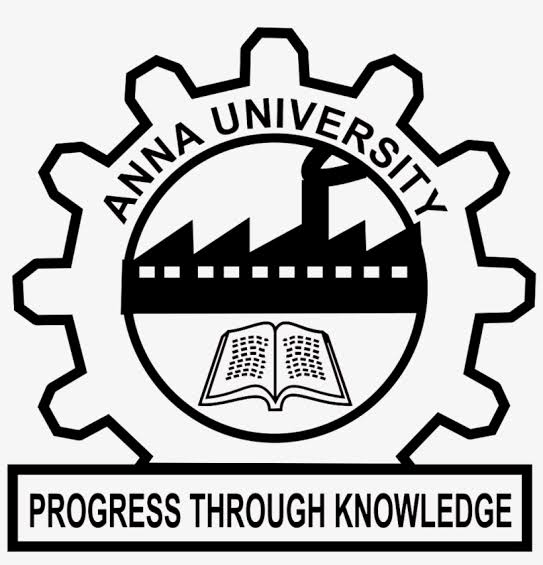 ANNA UNIVERSITY
PROGRESS THROUGH KNOWLEDGE